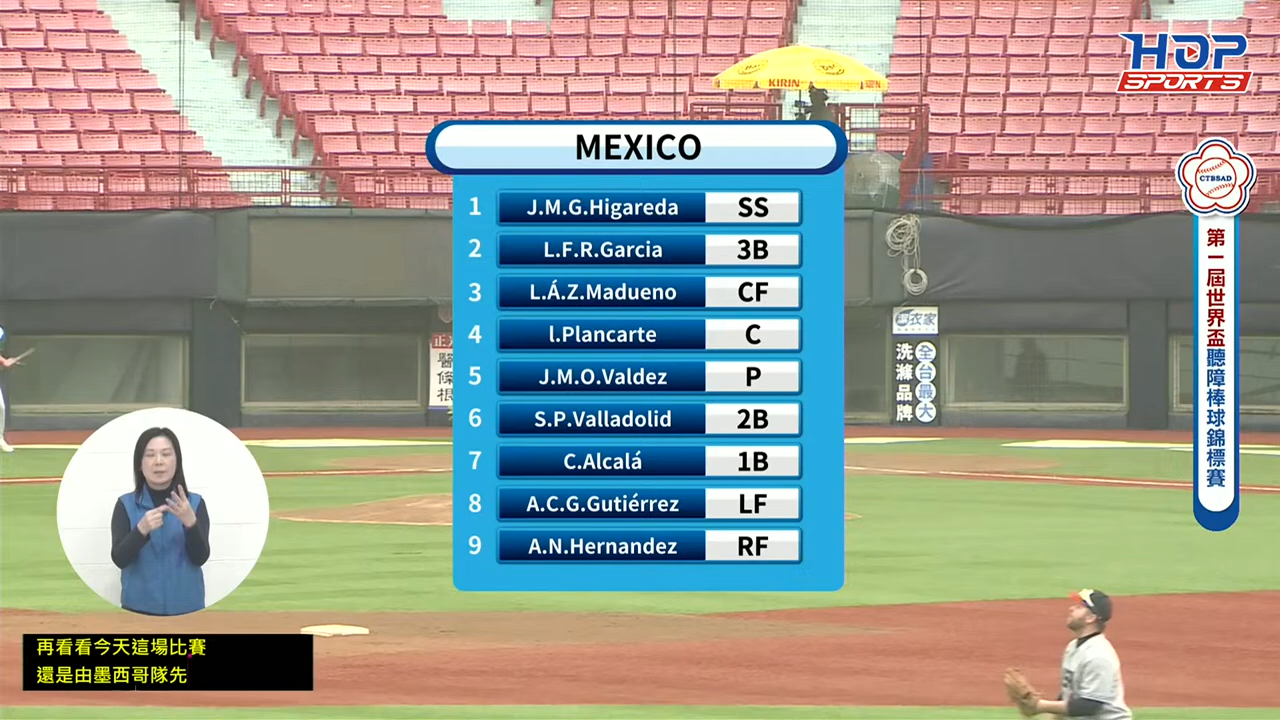 HOP
SPORTS
KIRIN
MEXICO
1 J.M.G.Higareda SS
2 L.F.R.Garcia 3B
3 L.Á.Z.Madueno CF
4 l.Plancarte C
5 J.M.O.Valdez P
6 S.P.Valladolid 2B
7 C.Alcalá 1B
8 A.C.G.Gutiérrez LF
9 A.N.Hernandez RF
CTBSAD
第一屆世界盃聽障棒球錦標賽
衣家
洗滌品牌
全台最大
再看看今天這場比賽
還是由墨西哥隊先